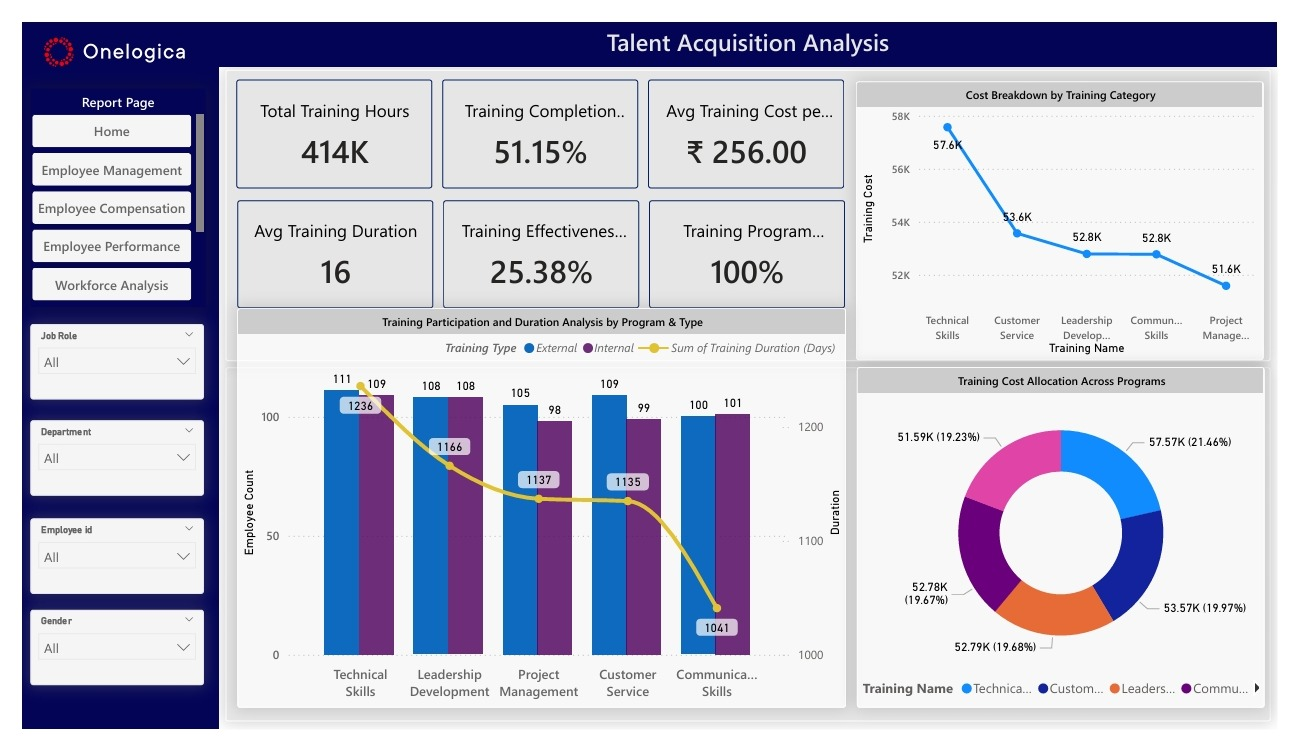 Onelogica
Talent Acquisition Analysis
Report Page
Home
Employee Management
Employee Compensation
Employee Performance
Workforce Analysis
Job Role
All
Department
All
Employee id
All
Gender
All
Total Training Hours
414K
Training Completion..
51.15%
Avg Training Cost pe...
₹ 256.00
Avg Training Duration
16
Training Effectivenes...
25.38%
Training Program...
100%
Training Participation and Duration Analysis by Program & Type
Training Type External Internal Sum of Training Duration (Days)
Employee Count
100
50
0
111
109
108
108
105
98
109
99
100
101
1236
1166
1137
1135
1041
1200
1100
1000
Duration
Technical
Skills
Leadership
Development
Project
Management
Customer
Service
Communica...
Skills
Cost Breakdown by Training Category
Training Cost
58K
56K
54K
52K
57.6K
53.6K
52.8K
52.8K
51.6K
Technical
Skills
Customer
Service
Leadership
Develop...
Commun...
Skills
Project
Manage...
Training Name
Training Cost Allocation Across Programs
51.59K (19.23%)
57.57K (21.46%)
52.78K
(19.67%)
53.57K (19.97%)
52.79K (19.68%)
Training Name Technica... Custom... Leaders... Commu...